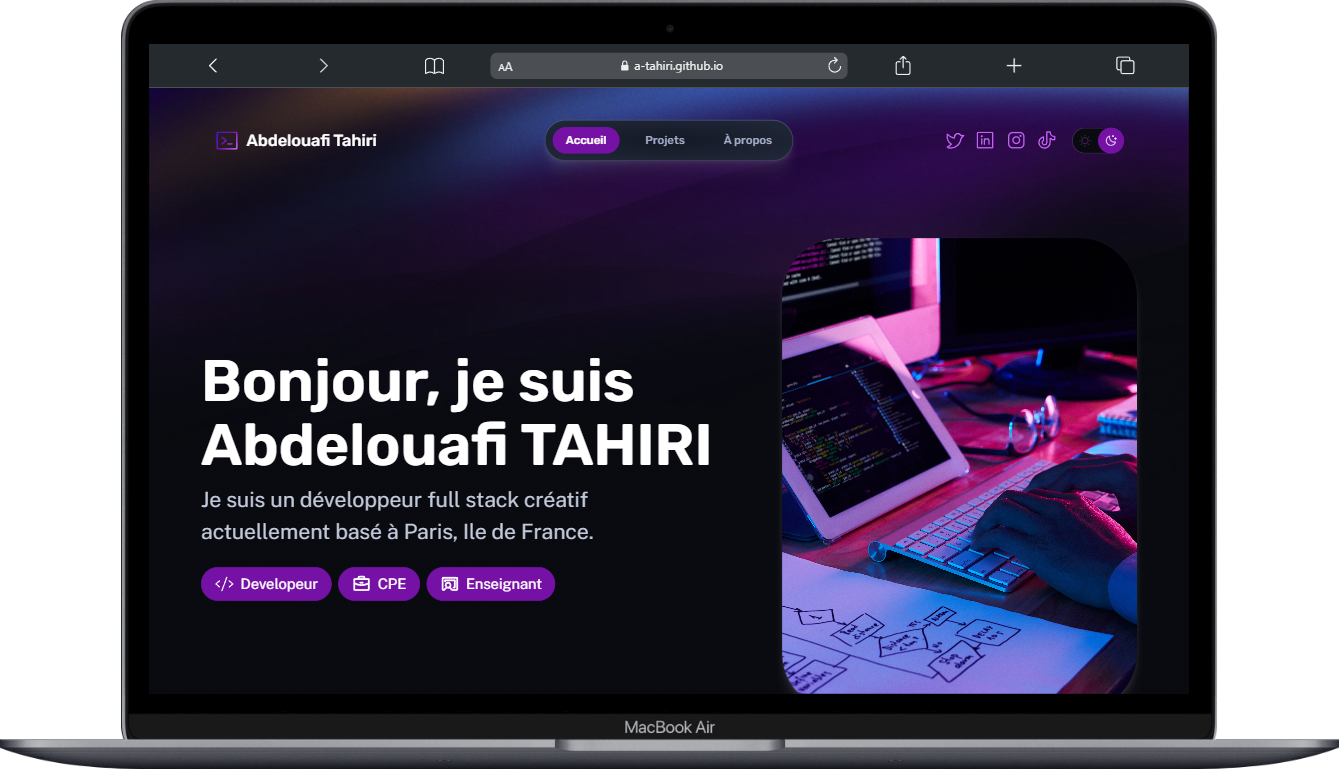 AA a-tahiri.github.io
Abdelouafi Tahiri
Accueil Projets À propos
Bonjour, je suis
Abdelouafi TAHIRI
Je suis un développeur full stack créatif
actuellement basé à Paris, Ile de France.
</> Developeur CPE Enseignant
MacBook Air